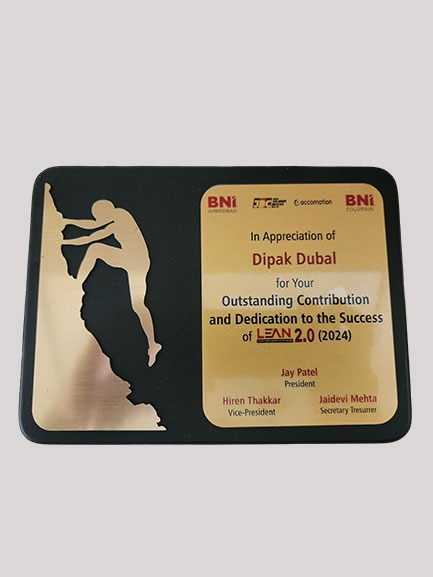 BNI
AHMEDBAD
accomation
BNI
COLOSSUS
In Appreciation of
Dipak Dubal
for Your
Outstanding Contribution
and Dedication to the Success
of LEAN 2.0 (2024)
Jay Patel
President
Hiren Thakkar
Vice-President
Jaidevi Mehta
Secretary Tresurrer